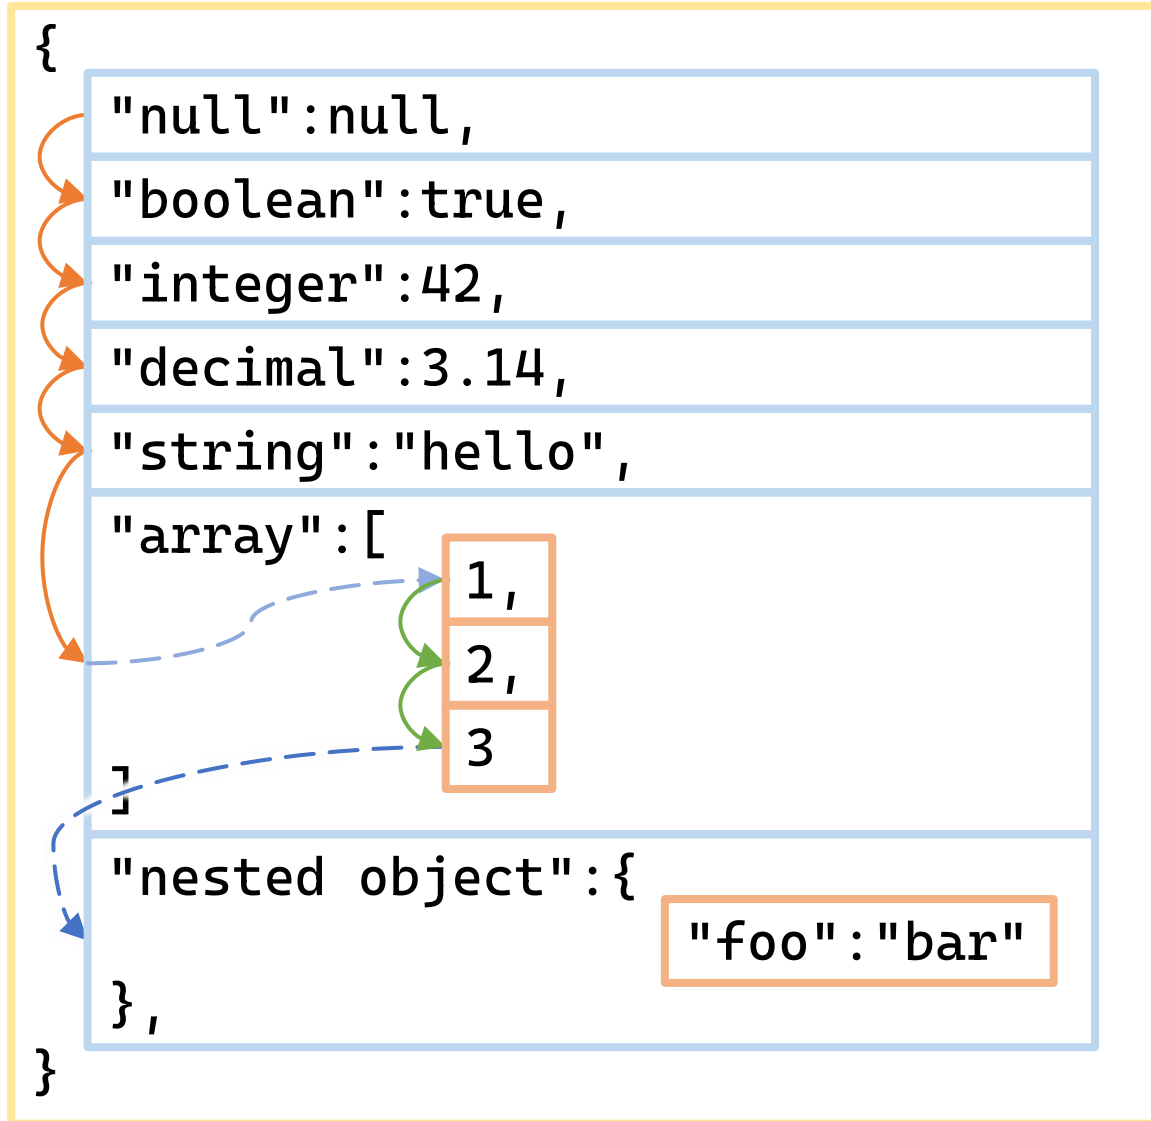 {
"null":null,
"boolean":true,
"integer":42,
"decimal":3.14,
"string":"hello",
"array":[
1,
2,
3
]
"nested object":{
"foo":"bar"
},
}